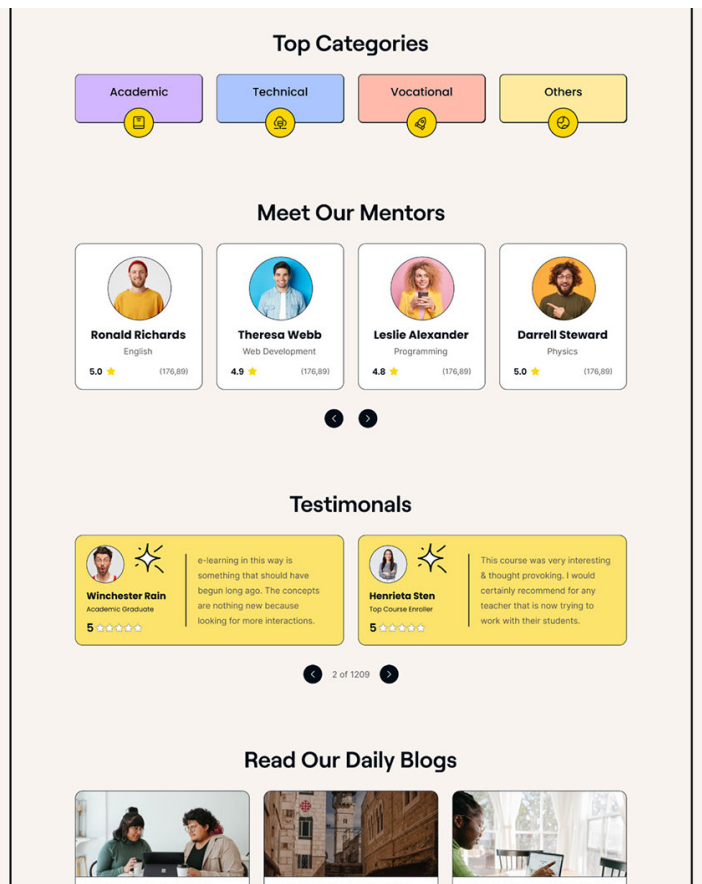 Top Categories
Academic
Technical
Vocational
Others
Meet Our Mentors
Ronald Richards
English
5.0
(176,89)
Theresa Webb
Web Development
4.9
(176,89)
Leslie Alexander
Programming
4.8
(176,89)
Darrell Steward
Physics
5.0
(176,89)
Testimonals
Winchester Rain
Academic Graduate
5
e-learning in this way is
something that should have
begun long ago. The concepts
are nothing new because
looking for more interactions.
Henrieta Sten
Top Course Enroller
5
This course was very interesting
& thought provoking. I would
certainly recommend for any
teacher that is now trying to
work with their students.
2 of 1209
Read Our Daily Blogs